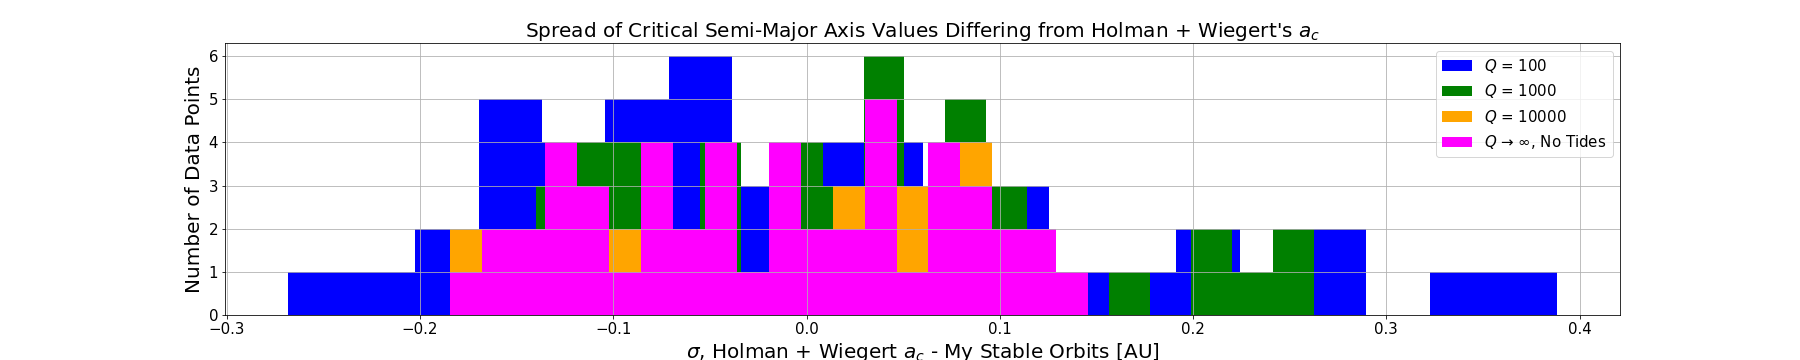 Spread of Critical Semi-Major Axis Values Differing from Holman + Wiegert's a_c
Number of Data Points
6
5
4
3
2
1
0
Q = 100
Q = 1000
Q = 10000
Q → ∞, No Tides
−0.3 −0.2 −0.1 0.0 0.1 0.2 0.3 0.4
σ, Holman + Wiegert a_c - My Stable Orbits [AU]